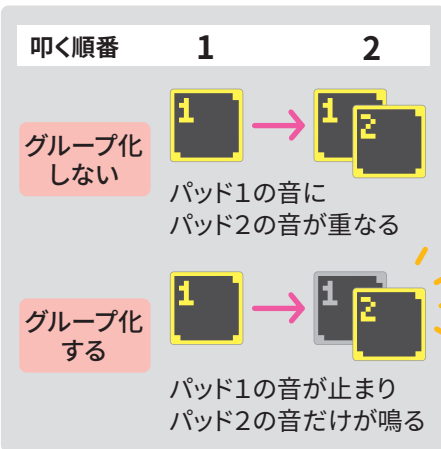 叩く順番 1 2
1 1 2
グループ化
しない
パッド1の音に
パッド2の音が重なる
1 1 2
グループ化
する
パッド1の音が止まり
パッド2の音だけが鳴る